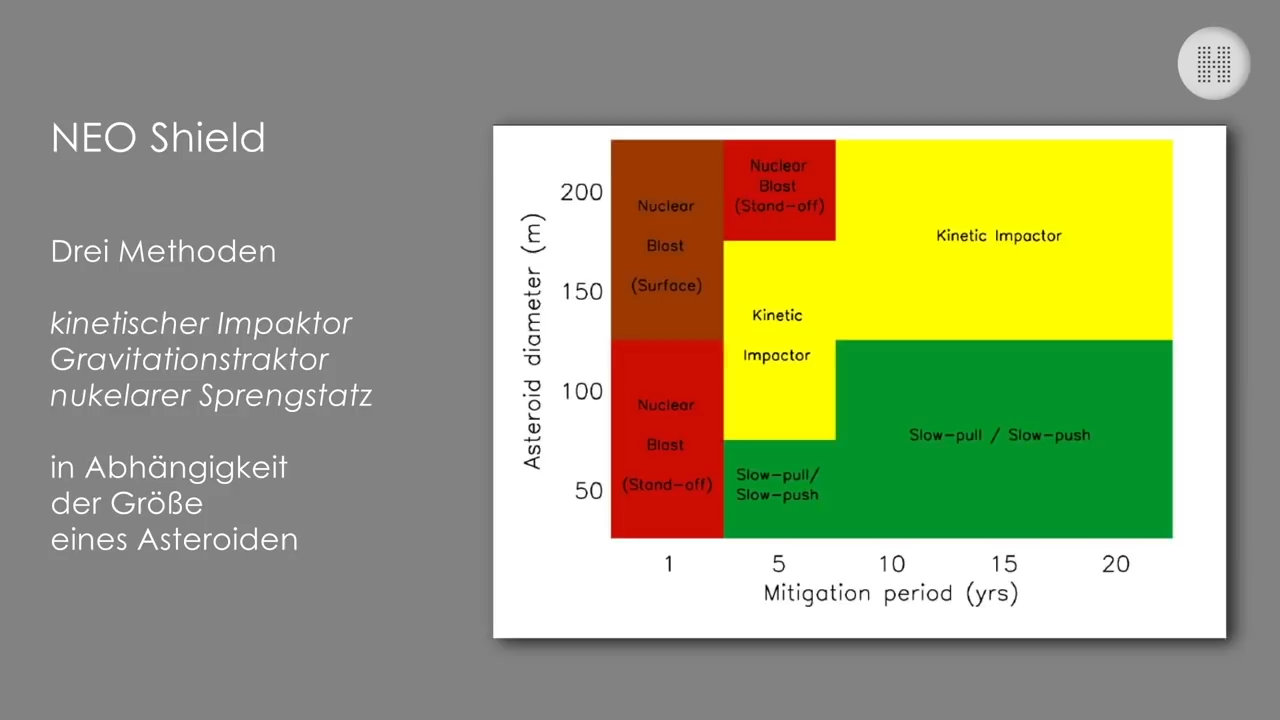 NEO Shield
Drei Methoden
kinetischer Impaktor
Gravitationstraktor
nukelarer Sprengstatz
in Abhängigkeit
der Größe
eines Asteroiden
H
Asteroid diameter (m)
200
150
100
50
Nuclear
Blast
(Surface)
Nuclear
Blast
(Stand-off)
Nuclear
Blast
(Stand-off)
Kinetic
Impactor
Slow-pull/
Slow-push
Kinetic Impactor
Slow-pull / Slow-push
1 5 10 15 20
Mitigation period (yrs)